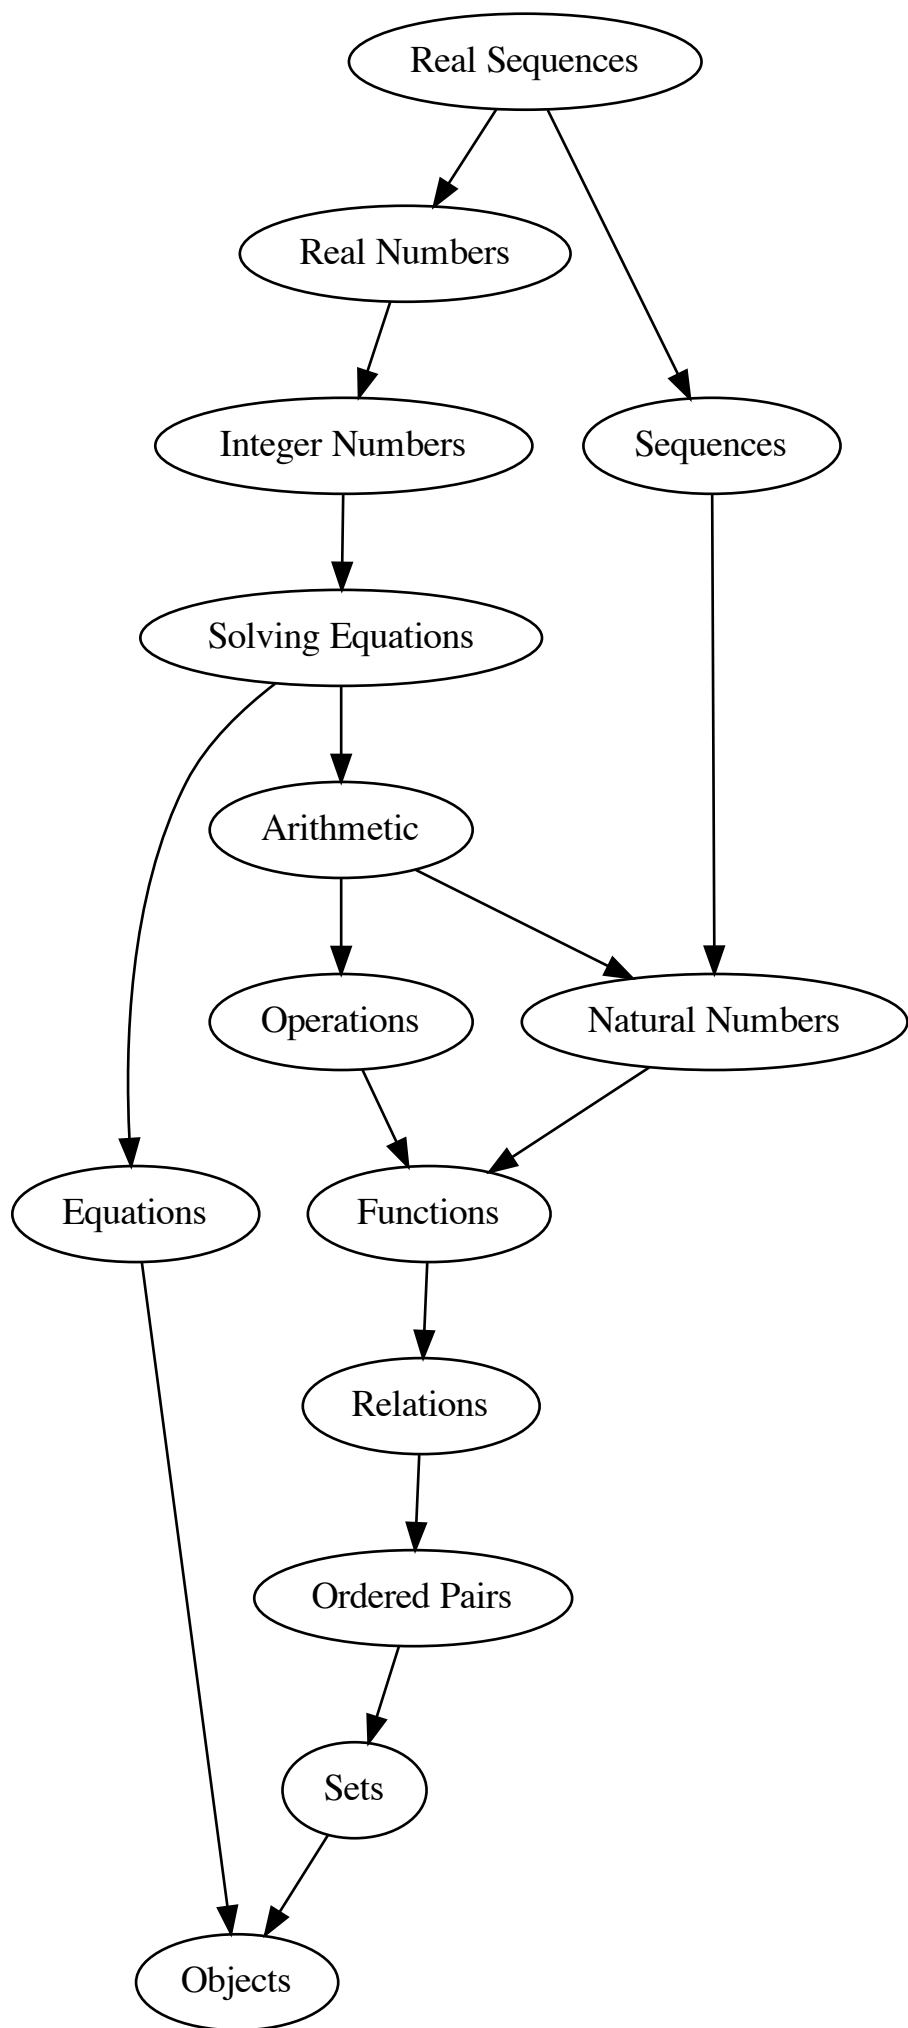 Real Sequences
Real Numbers
Integer Numbers
Sequences
Solving Equations
Arithmetic
Operations
Natural Numbers
Equations
Functions
Relations
Ordered Pairs
Sets
Objects